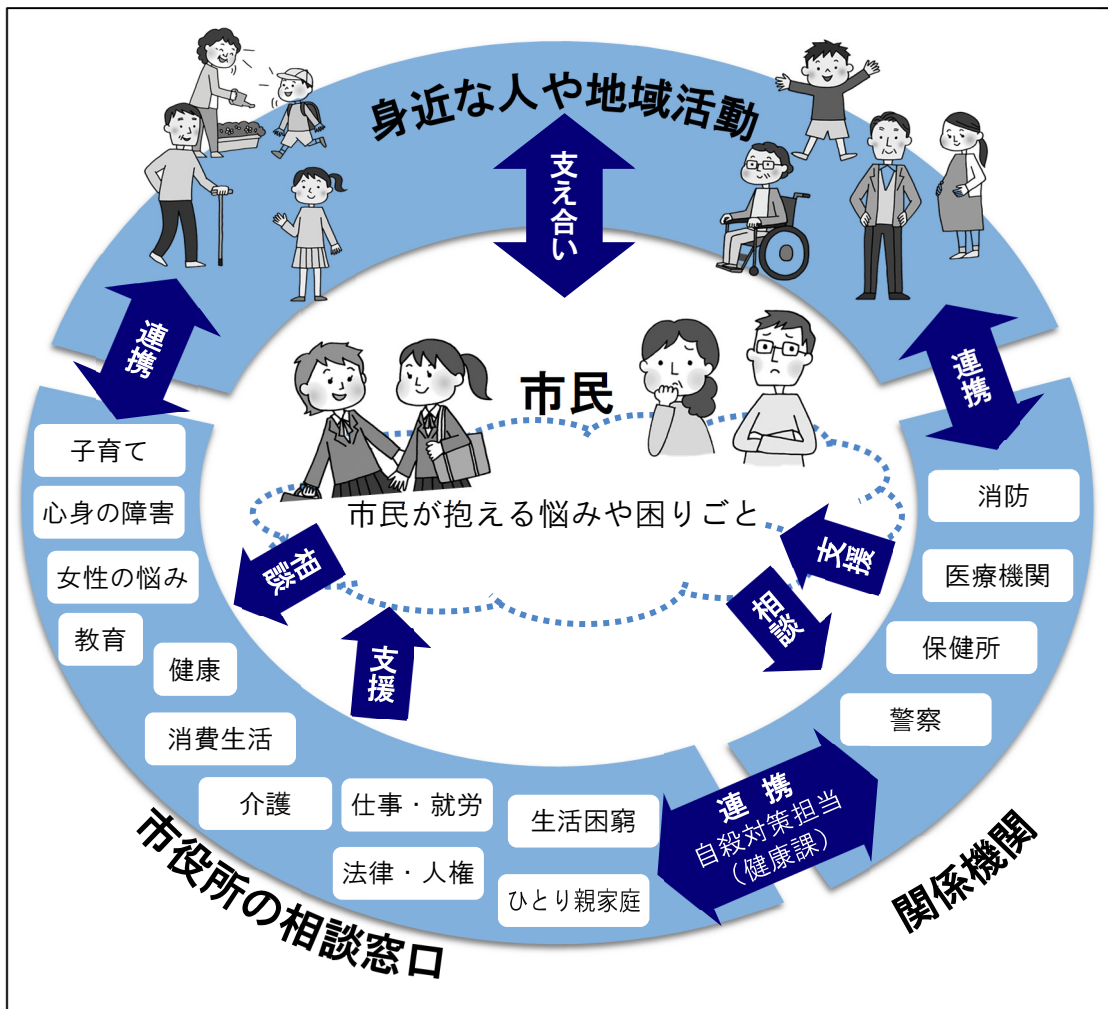 身近な人や地域活動
支え合い
連携
連携
市民
市民が抱える悩みや困りごと
相談
支援
支援
相談
子育て
心身の障害
女性の悩み
教育
健康
消費生活
介護
仕事・就労
生活困窮
法律・人権
ひとり親家庭
市役所の相談窓口
消防
医療機関
保健所
警察
関係機関
連携
自殺対策担当
(健康課)